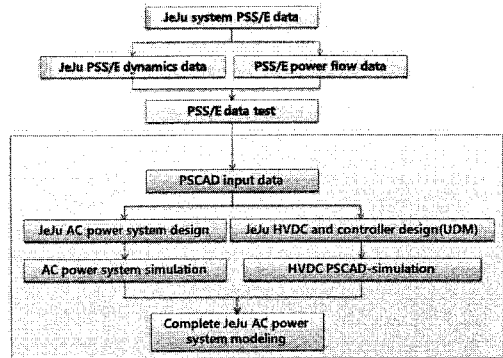 JeJu system PSS/E data
JeJu PSS/E dynamics data
PSS/E power flow data
PSS/E data test
PSCAD input data
JeJu AC power system design
JeJu HVDC and controller design(UDM)
AC power system simulation
HVDC PSCAD-simulation
Complete JeJu AC power
system modeling